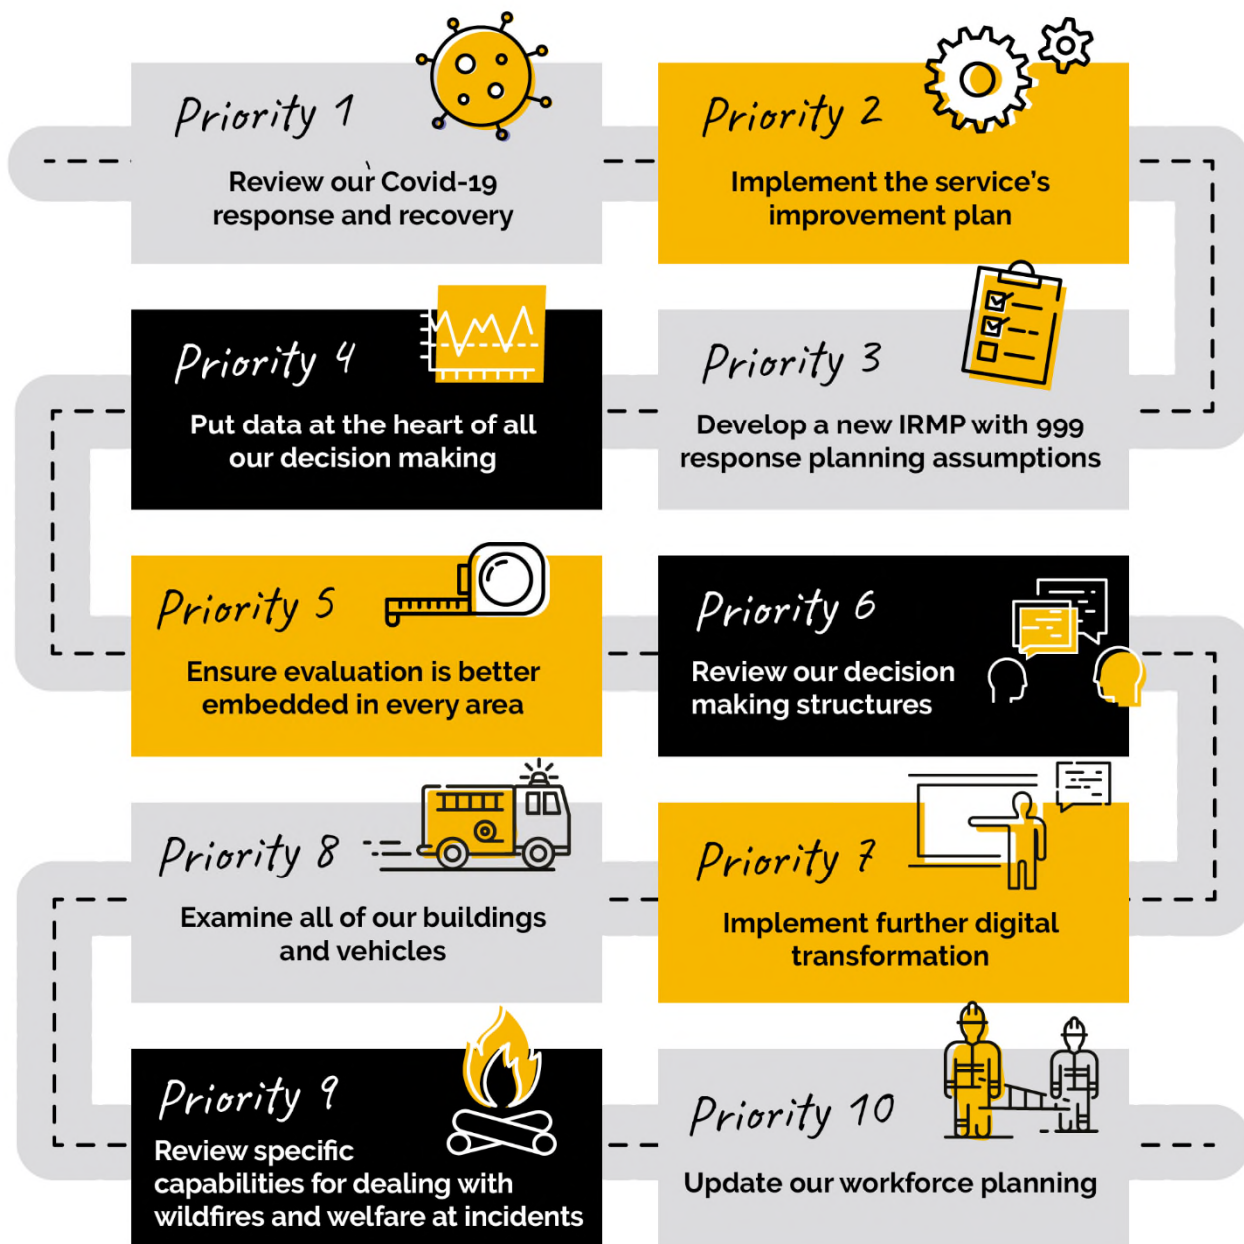 Priority 1
Review our Covid-19
response and recovery
Priority 2
Implement the service's
improvement plan
Priority 3
Develop a new IRMP with 999
response planning assumptions
Priority 4
Put data at the heart of all
our decision making
Priority 5
Ensure evaluation is better
embedded in every area
Priority 6
Review our decision
making structures
Priority 7
Implement further digital
transformation
Priority 8
Examine all of our buildings
and vehicles
Priority 9
Review specific
capabilities for dealing with
wildfires and welfare at incidents
Priority 10
Update our workforce planning